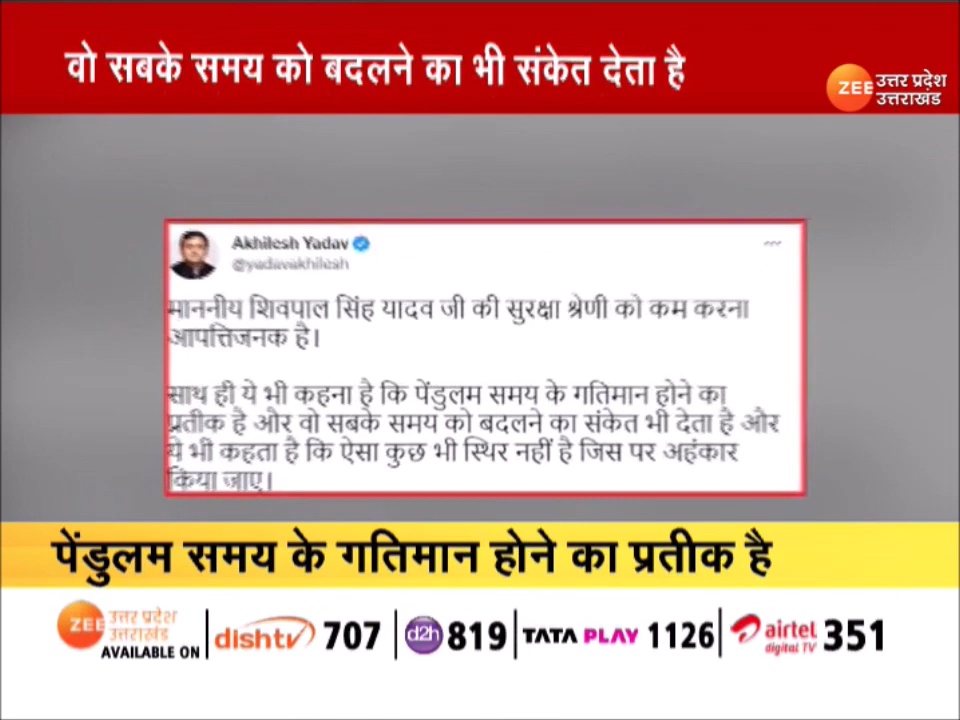 वो सबके समय को बदलने का भी संकेत देता है
ZEE उत्तर प्रदेश
उत्तराखंड
Akhilesh Yadav
@yadavakhilesh
माननीय शिवपाल सिंह यादव जी की सुरक्षा श्रेणी को कम करना
आपत्तिजनक है।
साथ ही ये भी कहना है कि पेंडुलम समय के गतिमान होने का
प्रतीक है और वो सबके समय को बदलने का संकेत भी देता है और
ये भी कहता है कि ऐसा कुछ भी स्थिर नहीं है जिस पर अहंकार
किया जाए।
पेंडुलम समय के गतिमान होने का प्रतीक है
ZEE उत्तर प्रदेश
उत्तराखंड
AVAILABLE ON
dishtv 707
d2h 819
TATA PLAY 1126
airtel
digital TV
351